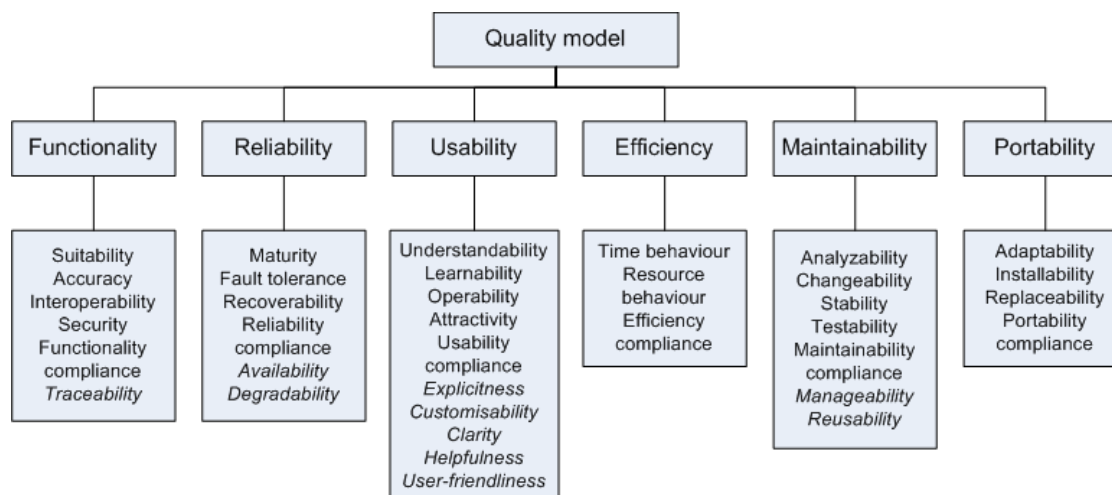 Quality model
Functionality
Reliability
Usability
Efficiency
Maintainability
Portability
Suitability
Accuracy
Interoperability
Security
Functionality
compliance
Traceability
Maturity
Fault tolerance
Recoverability
Reliability
compliance
Availability
Degradability
Understandability
Learnability
Operability
Attractivity
Usability
compliance
Explicitness
Customisability
Clarity
Helpfulness
User-friendliness
Time behaviour
Resource
behaviour
Efficiency
compliance
Analyzability
Changeability
Stability
Testability
Maintainability
compliance
Manageability
Reusability
Adaptability
Installability
Replaceability
Portability
compliance